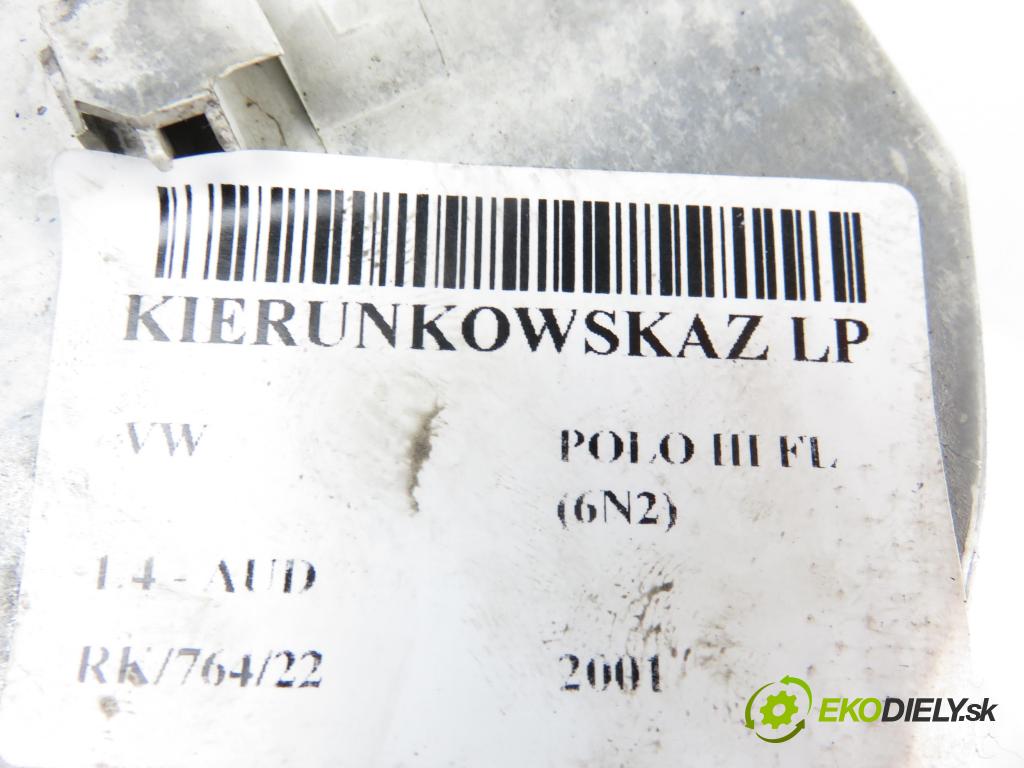 KIERUNKOWSKAZ LP
VW POLO III FL
(6N2)
1.4 - AUD
RK/764/22 2001
EKODIELY.sk